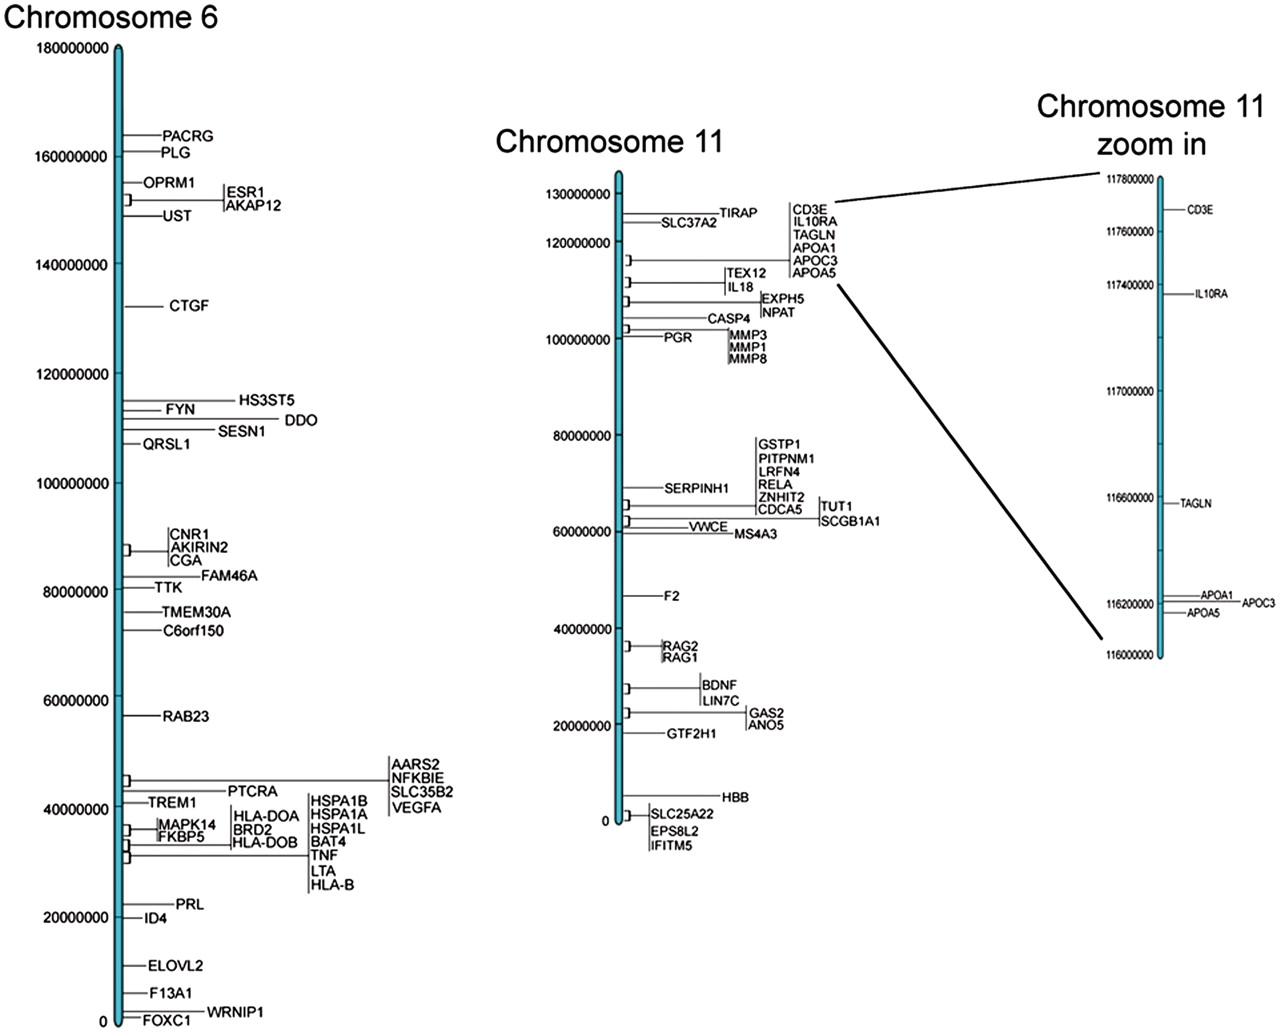 Chromosome 6
180000000
PACRG
160000000
PLG
OPRM1
ESR1
AKAP12
UST
140000000
CTGF
120000000
HS3ST5
FYN
DDO
SESN1
QRSL1
100000000
CNR1
AKIRIN2
CGA
FAM46A
80000000
TTK
TMEM30A
C6orf150
60000000
RAB23
AARS2
NFKBIE
SLC35B2
VEGFA
PTCRA
40000000
TREM1
MAPK14
FKBP5
HLA-DOA
BRD2
HLA-DOB
HSPA1B
HSPA1A
HSPA1L
BAT4
TNF
LTA
HLA-B
PRL
20000000
ID4
ELOVL2
F13A1
WRNIP1
0
FOXC1
Chromosome 11
130000000
TIRAP
SLC37A2
120000000
CD3E
IL10RA
TAGLN
APOA1
APOC3
APOA5
TEX12
IL18
EXPH5
NPAT
CASP4
100000000
PGR
MMP3
MMP1
MMP8
80000000
GSTP1
PITPNM1
LRFN4
RELA
ZNHIT2
CDCA5
SERPINH1
TUT1
SCGB1A1
VWCE
60000000
MS4A3
F2
40000000
RAG2
RAG1
BDNF
LIN7C
GAS2
ANO5
20000000
GTF2H1
HBB
0
SLC25A22
EPS8L2
IFITM5
Chromosome 11
zoom in
117800000
CD3E
117600000
117400000
IL10RA
117000000
116600000
TAGLN
APOA1
116200000
APOC3
APOA5
116000000